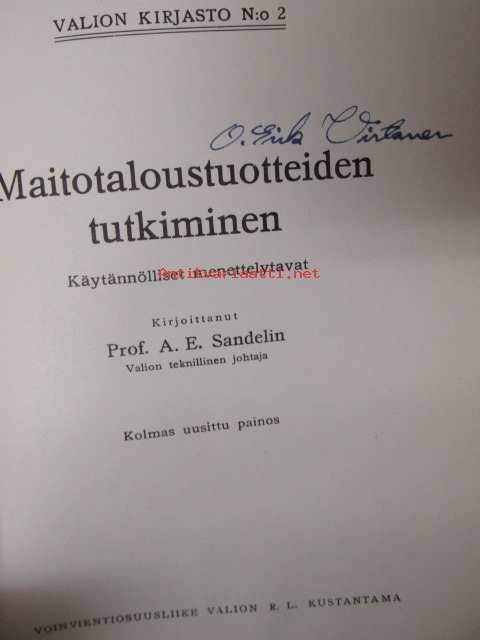 VALION KIRJASTO N:o 2
O. Erik Virtanen
Maitotaloustuotteiden
tutkiminen
Käytännölliset menettelytavat
Antikvariaatti.net
Kirjoittanut
Prof. A. E. Sandelin
Valion teknillinen johtaja
Kolmas uusittu painos
VOINVIENTIOSUUSLIIKE VALION R. L. KUSTANTAMA